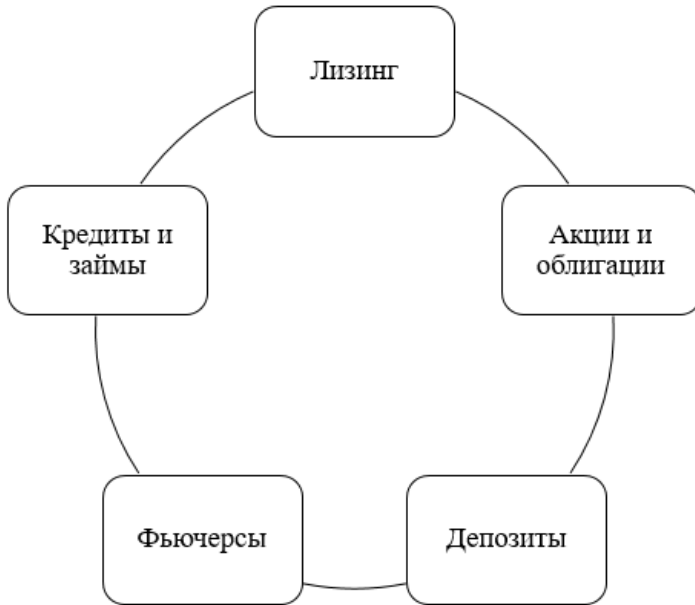 Лизинг
Кредиты и
займы
Акции и
облигации
Фьючерсы
Депозиты